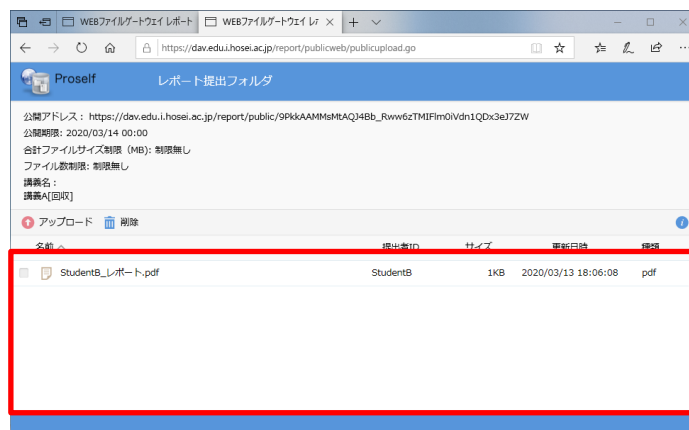 WEBファイルゲートウエイ レポート
WEBファイルゲートウエイ レポ
https://dav.edu.i.hosei.ac.jp/report/publicweb/publicupload.go
Proself
レポート提出フォルダ
公開アドレス： https://dav.edu.i.hosei.ac.jp/report/public/9PkkAAMMsMtAQJ4Bb_Rww6zTMIFlm0iVdn1QDx3eJ7ZW
公開期限: 2020/03/14 00:00
合計ファイルサイズ制限（MB）: 制限無し
ファイル数制限: 制限無し
講義名：
講義A[回収]
アップロード 削除
名前 提出者ID サイズ 更新日時 種類
StudentB_レポート.pdf StudentB 1KB 2020/03/13 18:06:08 pdf